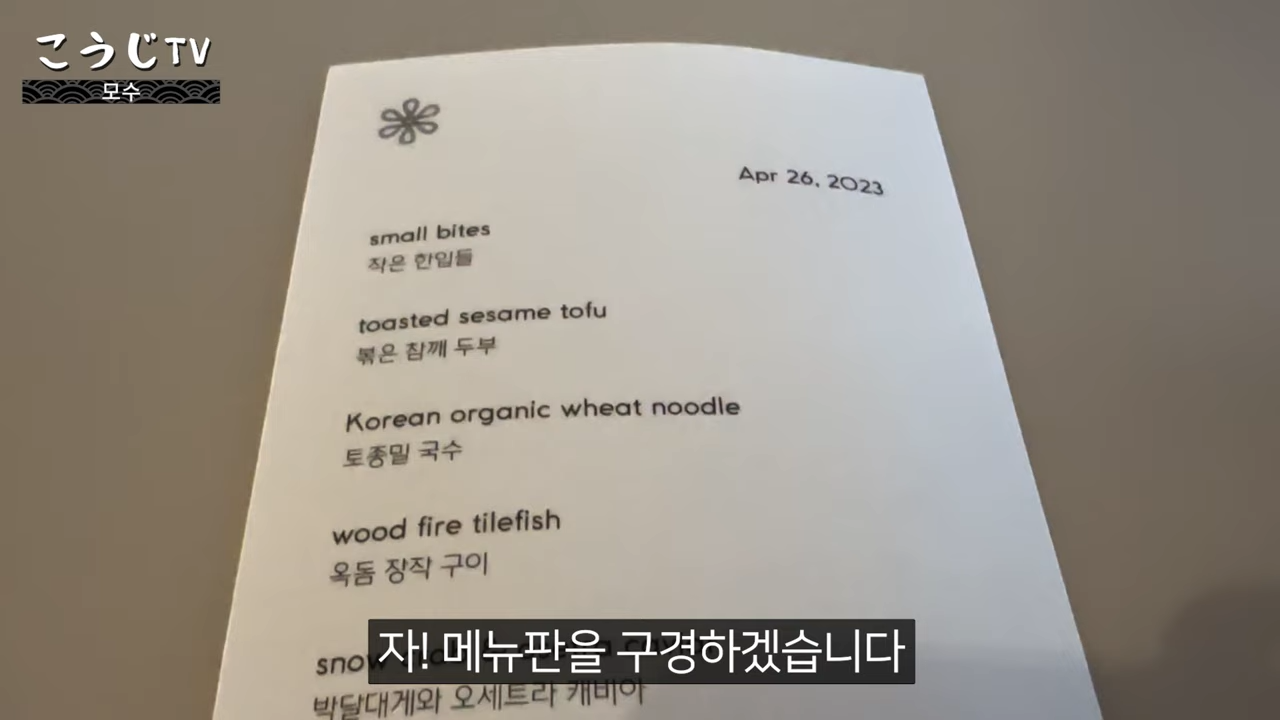 こうじTV
모수
Apr 26, 2023
small bites
작은 한입들
toasted sesame tofu
볶은 참깨 두부
Korean organic wheat noodle
토종밀 국수
wood fire tilefish
옥돔 장작 구이
snow
박달대게와 오세트라 캐비아
자! 메뉴판을 구경하겠습니다